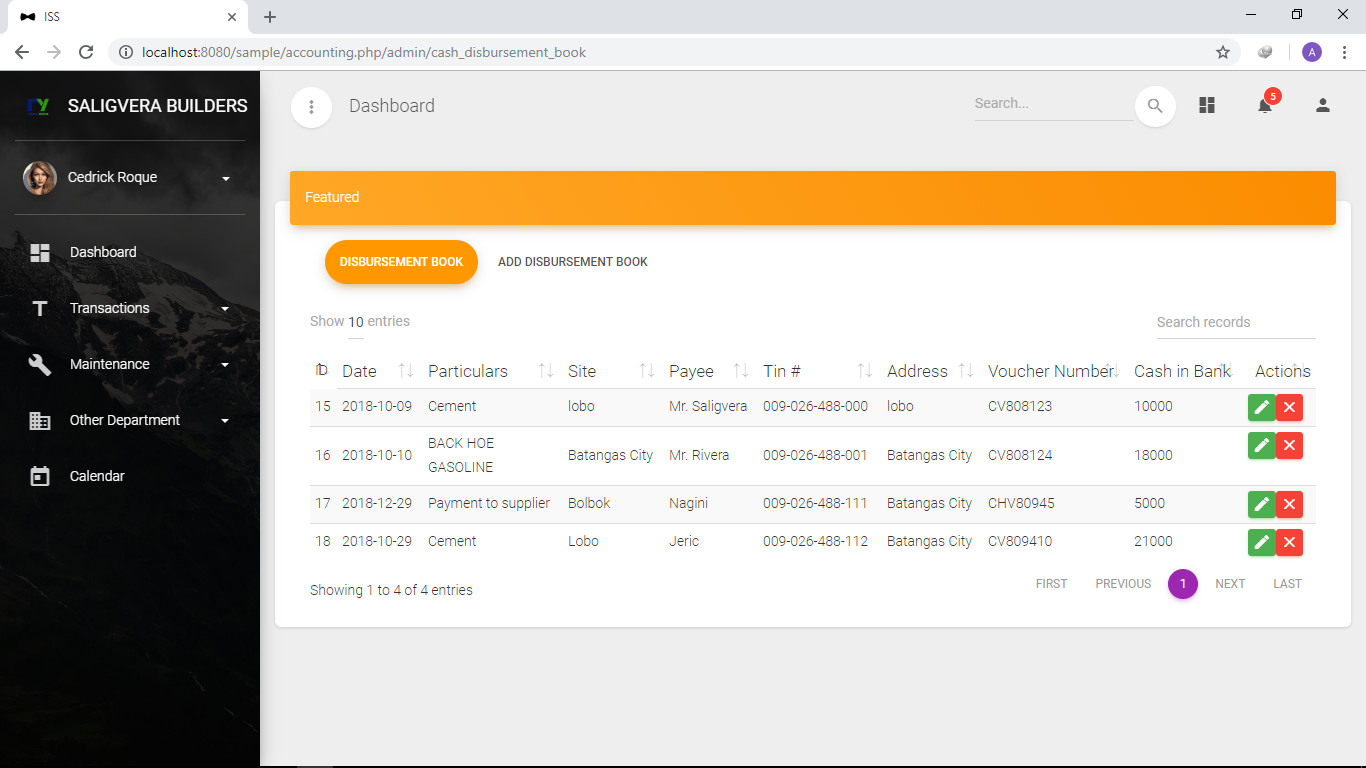 ISS
localhost:8080/sample/accounting.php/admin/cash_disbursement_book
A
SALIGVERA BUILDERS
Dashboard
Search...
5
Cedrick Roque
Featured
Dashboard
Transactions
Maintenance
Other Department
Calendar
DISBURSEMENT BOOK ADD DISBURSEMENT BOOK
Show 10 entries Search records
ID Date Particulars Site Payee Tin # Address Voucher Number Cash in Bank Actions
15 2018-10-09 Cement lobo Mr. Saligvera 009-026-488-000 lobo CV808123 10000
16 2018-10-10 BACK HOE GASOLINE Batangas City Mr. Rivera 009-026-488-001 Batangas City CV808124 18000
17 2018-12-29 Payment to supplier Bolbok Nagini 009-026-488-111 Batangas City CHV80945 5000
18 2018-10-29 Cement Lobo Jeric 009-026-488-112 Batangas City CV809410 21000
Showing 1 to 4 of 4 entries
FIRST PREVIOUS 1 NEXT LAST